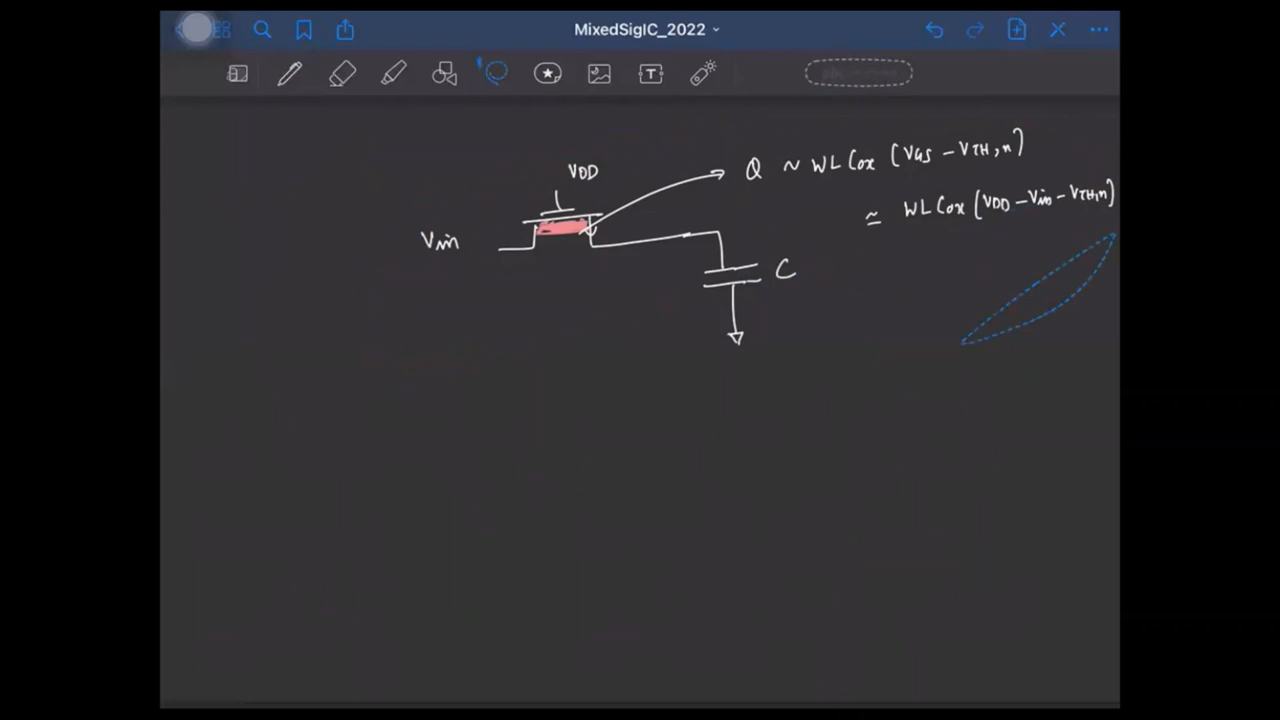 MixedSigIC_2022
VDD
Q ~ WL Cox (VGS - VTH,n)
≃ WL Cox (VDD - Vin - VTH,n)
Vin
C
T